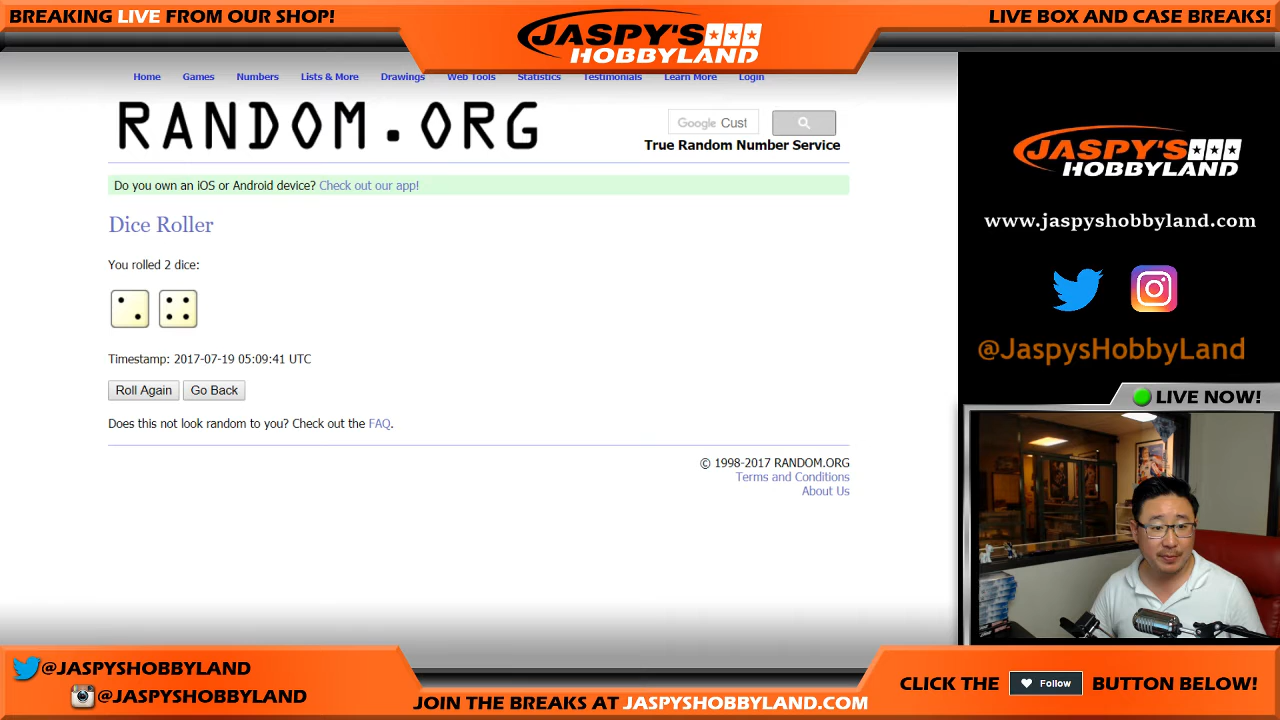 BREAKING LIVE FROM OUR SHOP!
JASPY'S
HOBBYLAND
LIVE BOX AND CASE BREAKS!
Home Games Numbers Lists & More Drawings Web Tools Statistics Testimonials Learn More Login
RANDOM.ORG
Google Cust
True Random Number Service
Do you own an iOS or Android device? Check out our app!
Dice Roller
You rolled 2 dice:
Timestamp: 2017-07-19 05:09:41 UTC
Roll Again Go Back
Does this not look random to you? Check out the FAQ.
© 1998-2017 RANDOM.ORG
Terms and Conditions
About Us
JASPY'S
HOBBYLAND
www.jaspyshobbyland.com
@JaspysHobbyLand
LIVE NOW!
@JASPYSHOBBYLAND
@JASPYSHOBBYLAND
JOIN THE BREAKS AT JASPYSHOBBYLAND.COM
CLICK THE Follow BUTTON BELOW!